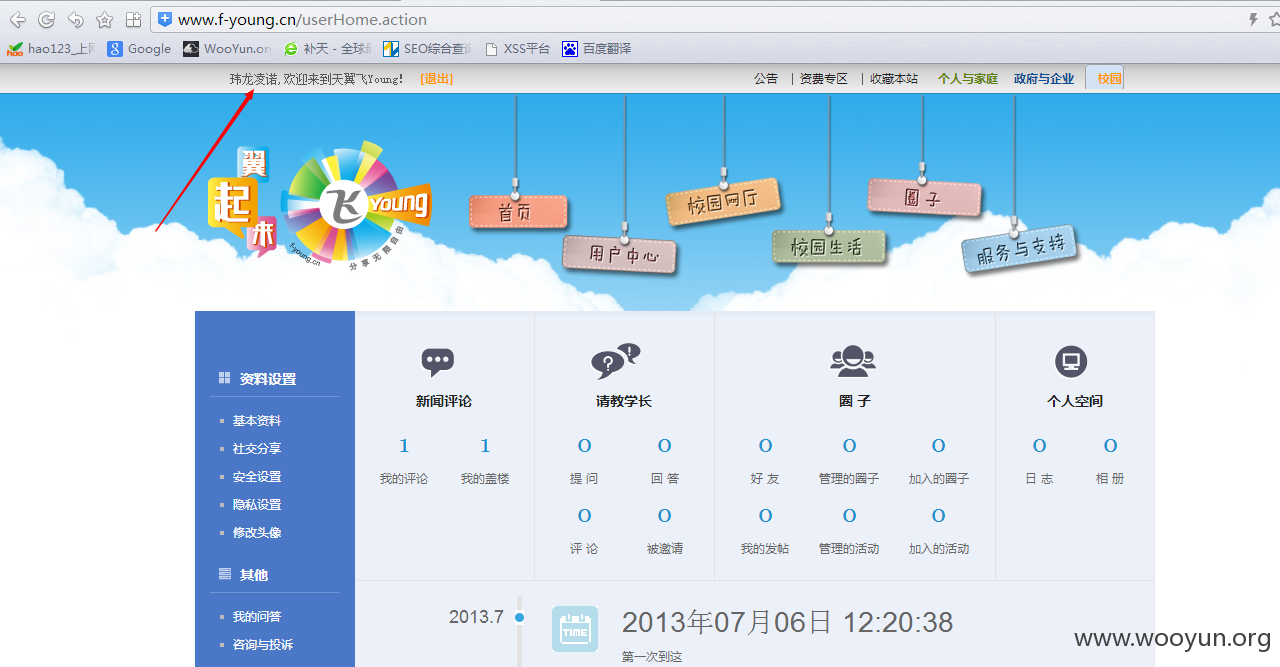 www.f-young.cn/userHome.action
hao123_上网 Google WooYun.or 补天 - 全球 SEO综合查询 XSS平台 百度翻译
玮龙凌诺, 欢迎来到天翼飞Young! [退出] 公告 | 资费专区 | 收藏本站 个人与家庭 政府与企业 校园
翼起来 飞Young
f-young.cn 分享无限自由
首页 用户中心 校园网厅 校园生活 圈子 服务与支持
资料设置
基本资料
社交分享
安全设置
隐私设置
修改头像
其他
我的问答
咨询与投诉
新闻评论 请教学长 圈 子 个人空间
1 1 0 0 0 0 0 0 0
我的评论 我的盖楼 提 问 回 答 好 友 管理的圈子 加入的圈子 日 志 相 册
0 0 0 0 0
评 论 被邀请 我的发帖 管理的活动 加入的活动
2013.7 TIME 2013年07月06日 12:20:38
第一次到这
www.wooyun.org